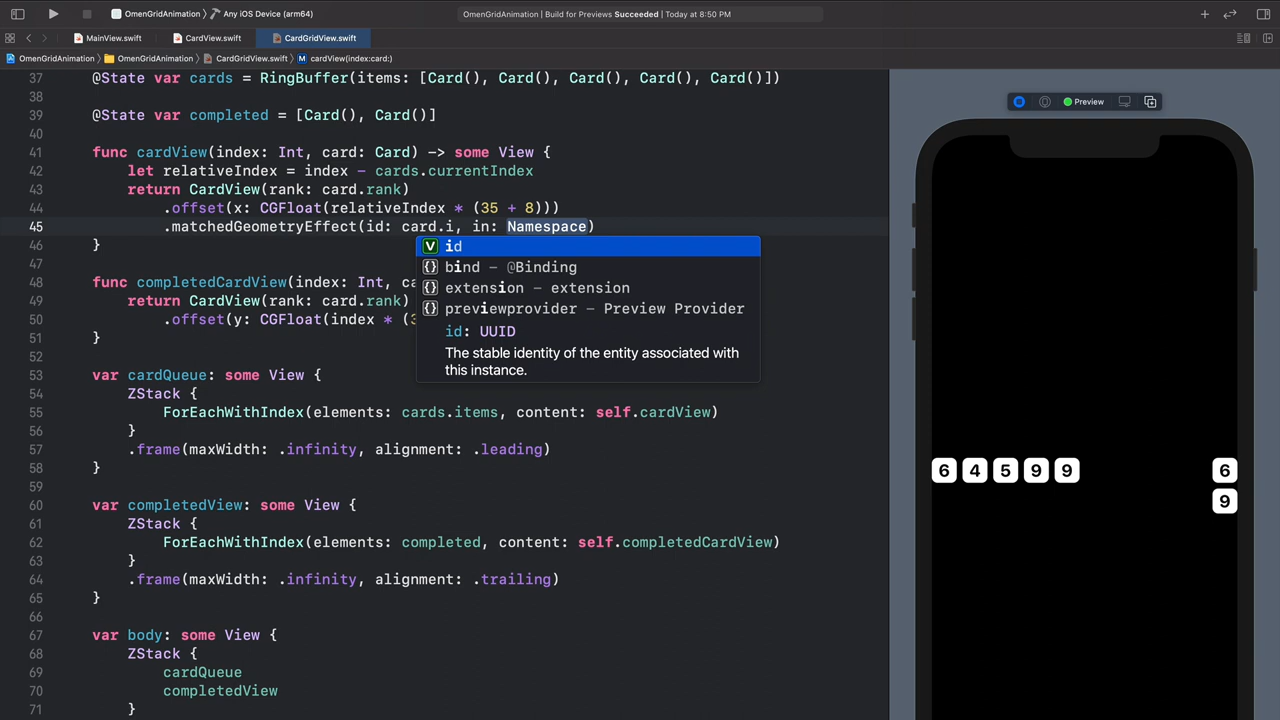 OmenGridAnimation
Any iOS Device (arm64)
OmenGridAnimation | Build for Previews Succeeded | Today at 8:50 PM
MainView.swift
CardView.swift
CardGridView.swift
OmenGridAnimation
OmenGridAnimation
CardGridView.swift
M cardView(index:card:)
37 @State var cards = RingBuffer(items: [Card(), Card(), Card(), Card(), Card()])
38
39 @State var completed = [Card(), Card()]
40
41 func cardView(index: Int, card: Card) -> some View {
42 let relativeIndex = index - cards.currentIndex
43 return CardView(rank: card.rank)
44 .offset(x: CGFloat(relativeIndex * (35 + 8)))
45 .matchedGeometryEffect(id: card.i, in: Namespace)
46 }
V id
{} bind – @Binding
{} extension – extension
{} previewprovider – Preview Provider
id: UUID
The stable identity of the entity associated with
this instance.
47
48 func completedCardView(index: Int, ca
49 return CardView(rank: card.rank)
50 .offset(y: CGFloat(index * (3
51 }
52
53 var cardQueue: some View {
54 ZStack {
55 ForEachWithIndex(elements: cards.items, content: self.cardView)
56 }
57 .frame(maxWidth: .infinity, alignment: .leading)
58 }
59
60 var completedView: some View {
61 ZStack {
62 ForEachWithIndex(elements: completed, content: self.completedCardView)
63 }
64 .frame(maxWidth: .infinity, alignment: .trailing)
65 }
66
67 var body: some View {
68 ZStack {
69 cardQueue
70 completedView
71 }
Preview
6 4 5 9 9 6
9